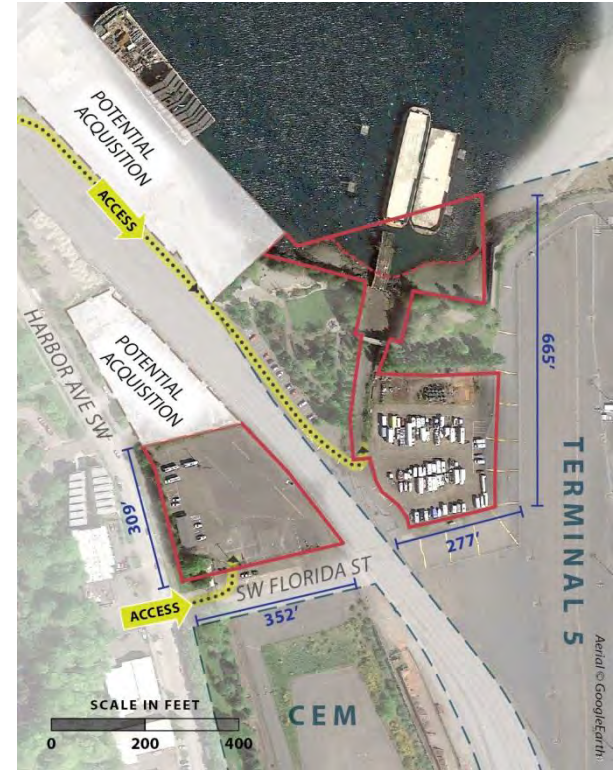 POTENTIAL
ACQUISITION
ACCESS
HARBOR AVE SW
POTENTIAL
ACQUISITION
665'
TERMINAL 5
309'
277'
SW FLORIDA ST
ACCESS
352'
CEM
SCALE IN FEET
0 200 400
Aerial © GoogleEarth